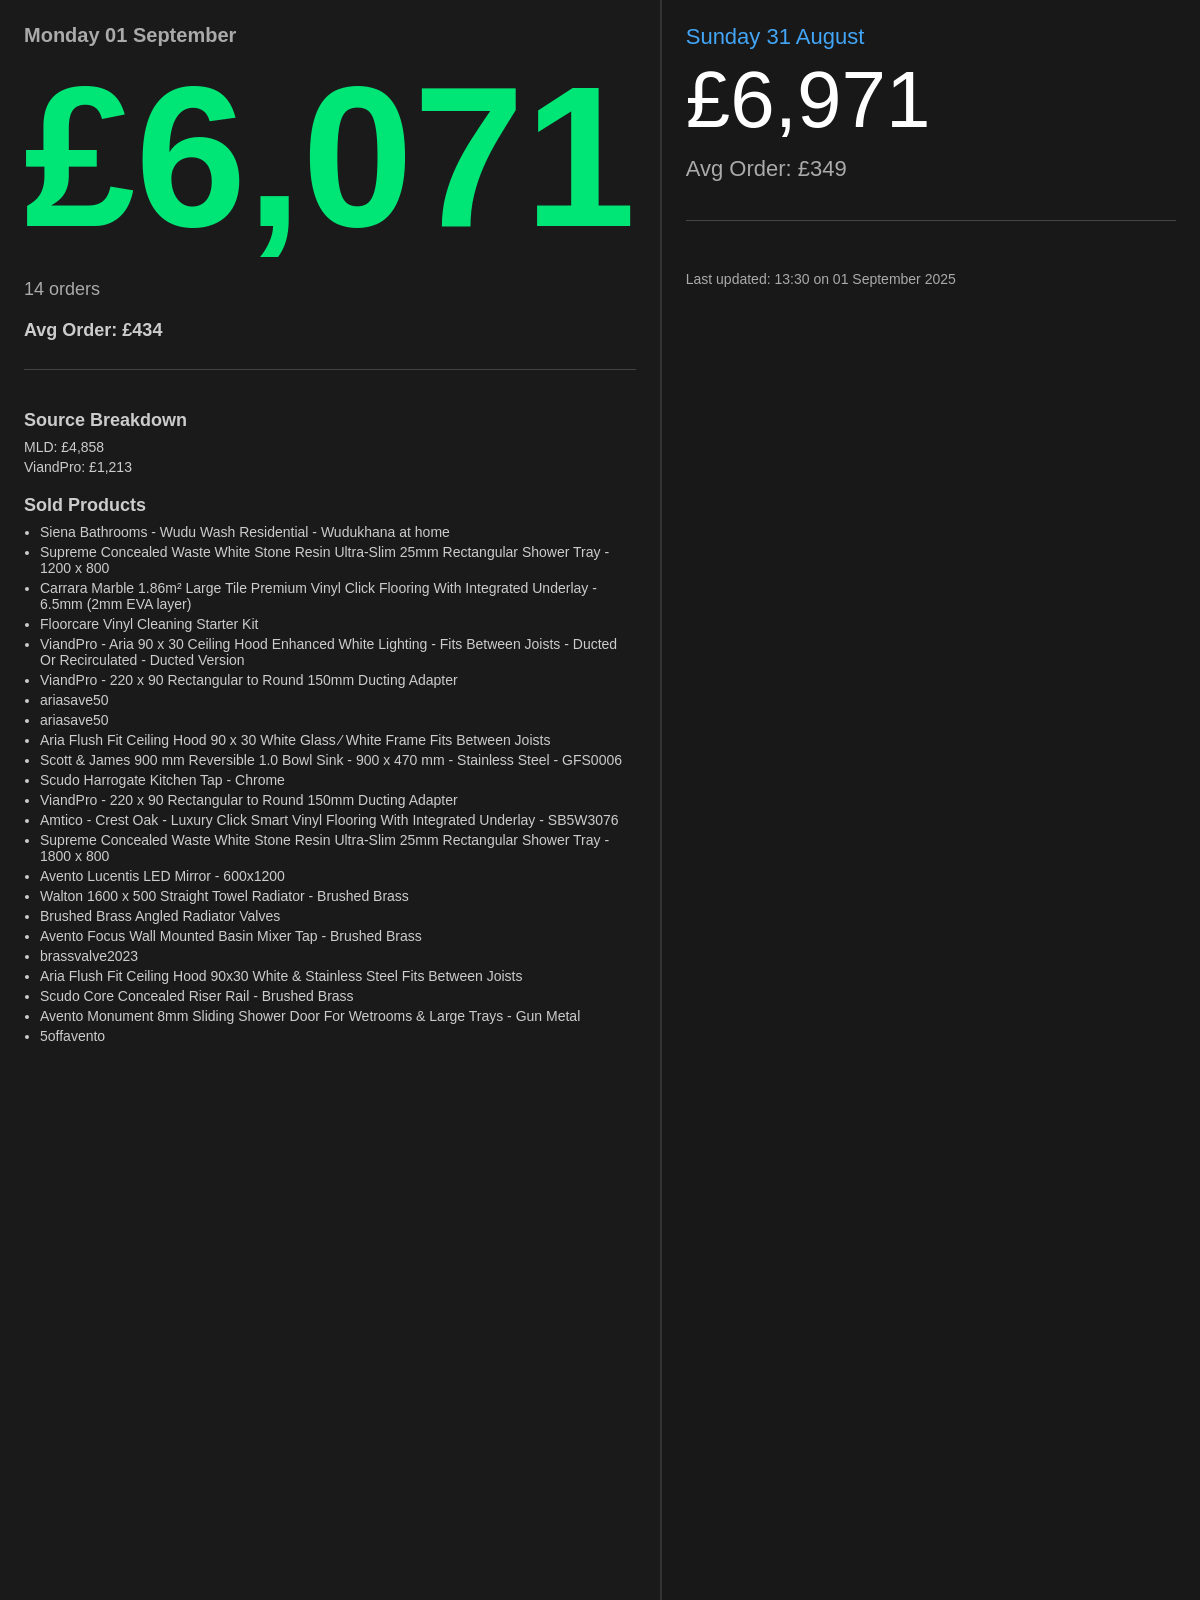 Monday 01 September
£6,071
14 orders
Avg Order: £434
Source Breakdown
MLD: £4,858
ViandPro: £1,213
Sold Products
• Siena Bathrooms - Wudu Wash Residential - Wudukhana at home
• Supreme Concealed Waste White Stone Resin Ultra-Slim 25mm Rectangular Shower Tray -
1200 x 800
• Carrara Marble 1.86m² Large Tile Premium Vinyl Click Flooring With Integrated Underlay -
6.5mm (2mm EVA layer)
• Floorcare Vinyl Cleaning Starter Kit
• ViandPro - Aria 90 x 30 Ceiling Hood Enhanced White Lighting - Fits Between Joists - Ducted
Or Recirculated - Ducted Version
• ViandPro - 220 x 90 Rectangular to Round 150mm Ducting Adapter
• ariasave50
• ariasave50
• Aria Flush Fit Ceiling Hood 90 x 30 White Glass ⁄ White Frame Fits Between Joists
• Scott & James 900 mm Reversible 1.0 Bowl Sink - 900 x 470 mm - Stainless Steel - GFS0006
• Scudo Harrogate Kitchen Tap - Chrome
• ViandPro - 220 x 90 Rectangular to Round 150mm Ducting Adapter
• Amtico - Crest Oak - Luxury Click Smart Vinyl Flooring With Integrated Underlay - SB5W3076
• Supreme Concealed Waste White Stone Resin Ultra-Slim 25mm Rectangular Shower Tray -
1800 x 800
• Avento Lucentis LED Mirror - 600x1200
• Walton 1600 x 500 Straight Towel Radiator - Brushed Brass
• Brushed Brass Angled Radiator Valves
• Avento Focus Wall Mounted Basin Mixer Tap - Brushed Brass
• brassvalve2023
• Aria Flush Fit Ceiling Hood 90x30 White & Stainless Steel Fits Between Joists
• Scudo Core Concealed Riser Rail - Brushed Brass
• Avento Monument 8mm Sliding Shower Door For Wetrooms & Large Trays - Gun Metal
• 5offavento
Sunday 31 August
£6,971
Avg Order: £349
Last updated: 13:30 on 01 September 2025